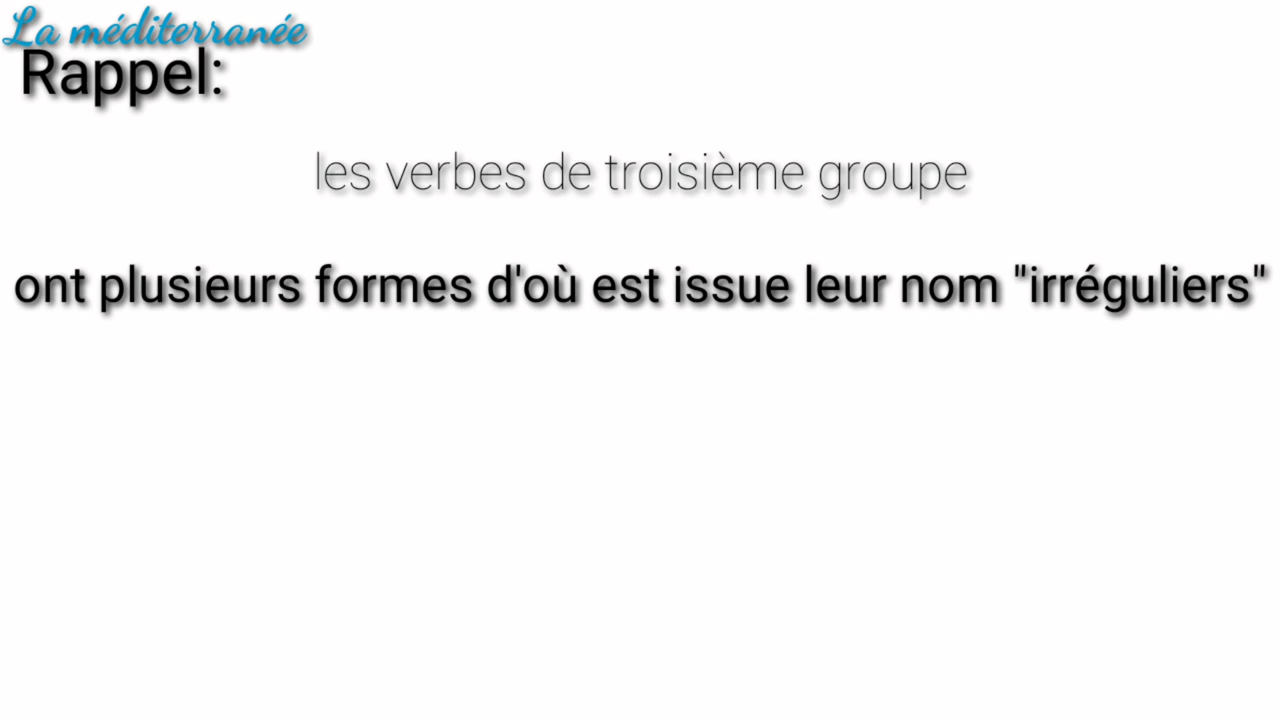 La méditerranée
Rappel:
les verbes de troisième groupe
ont plusieurs formes d'où est issue leur nom "irréguliers"